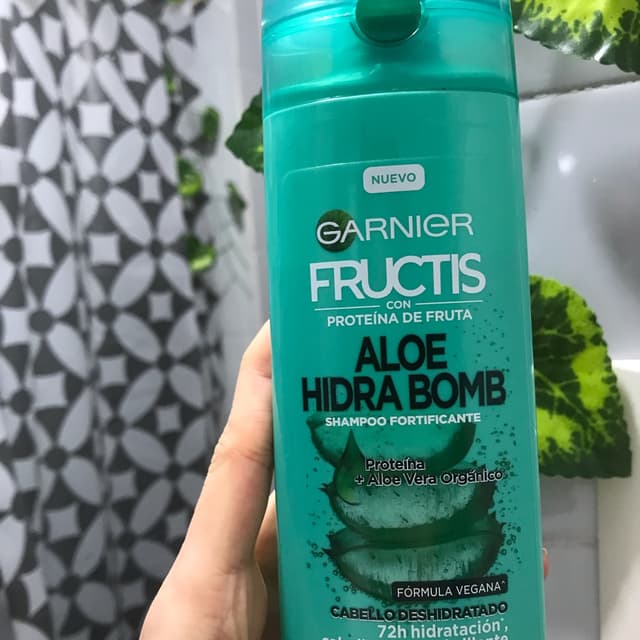 NUEVO
GARNIER
FRUCTIS
CON
PROTEÍNA DE FRUTA
ALOE
HIDRA BOMB
SHAMPOO FORTIFICANTE
Proteína
+ Aloe Vera Orgánico
FÓRMULA VEGANA^
CABELLO DESHIDRATADO
72h hidratación*,